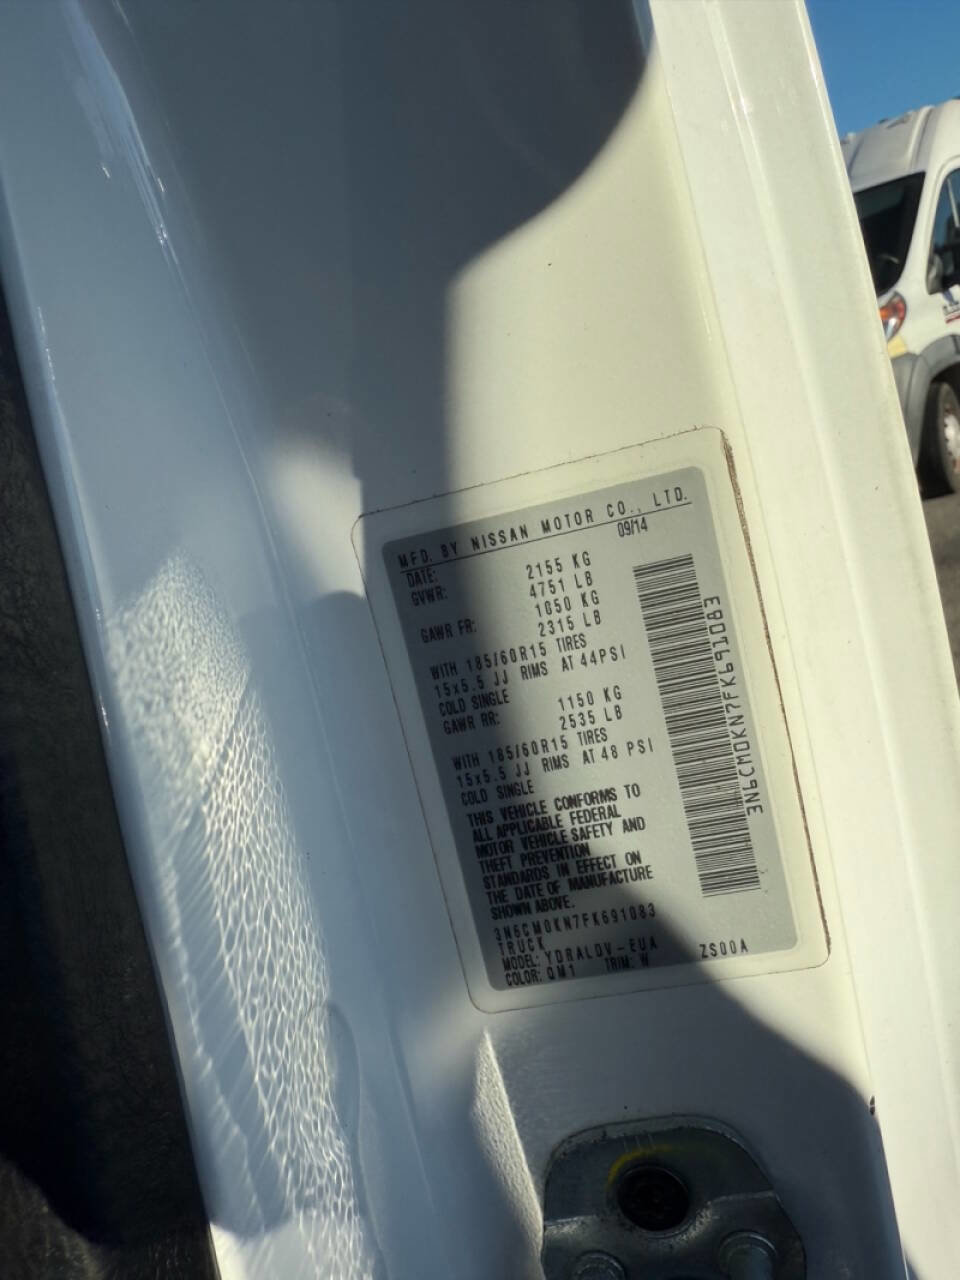 MFD. BY NISSAN MOTOR CO., LTD.
DATE: 09/14
GVWR: 2155 KG
4751 LB
GAWR FR: 1050 KG
2315 LB
WITH 185/60R15 TIRES
15x5.5 JJ RIMS AT 44PSI
COLD SINGLE
GAWR RR: 1150 KG
2535 LB
WITH 185/60R15 TIRES
15x5.5 JJ RIMS AT 48 PSI
COLD SINGLE
THIS VEHICLE CONFORMS TO
ALL APPLICABLE FEDERAL
MOTOR VEHICLE SAFETY AND
THEFT PREVENTION
STANDARDS IN EFFECT ON
THE DATE OF MANUFACTURE
SHOWN ABOVE.
3N6CM0KN7FK691083
TRUCK
MODEL: YDRALDV-EUA ZS00A
COLOR: QM1 TRIM: W
3N6CM0KN7FK691083